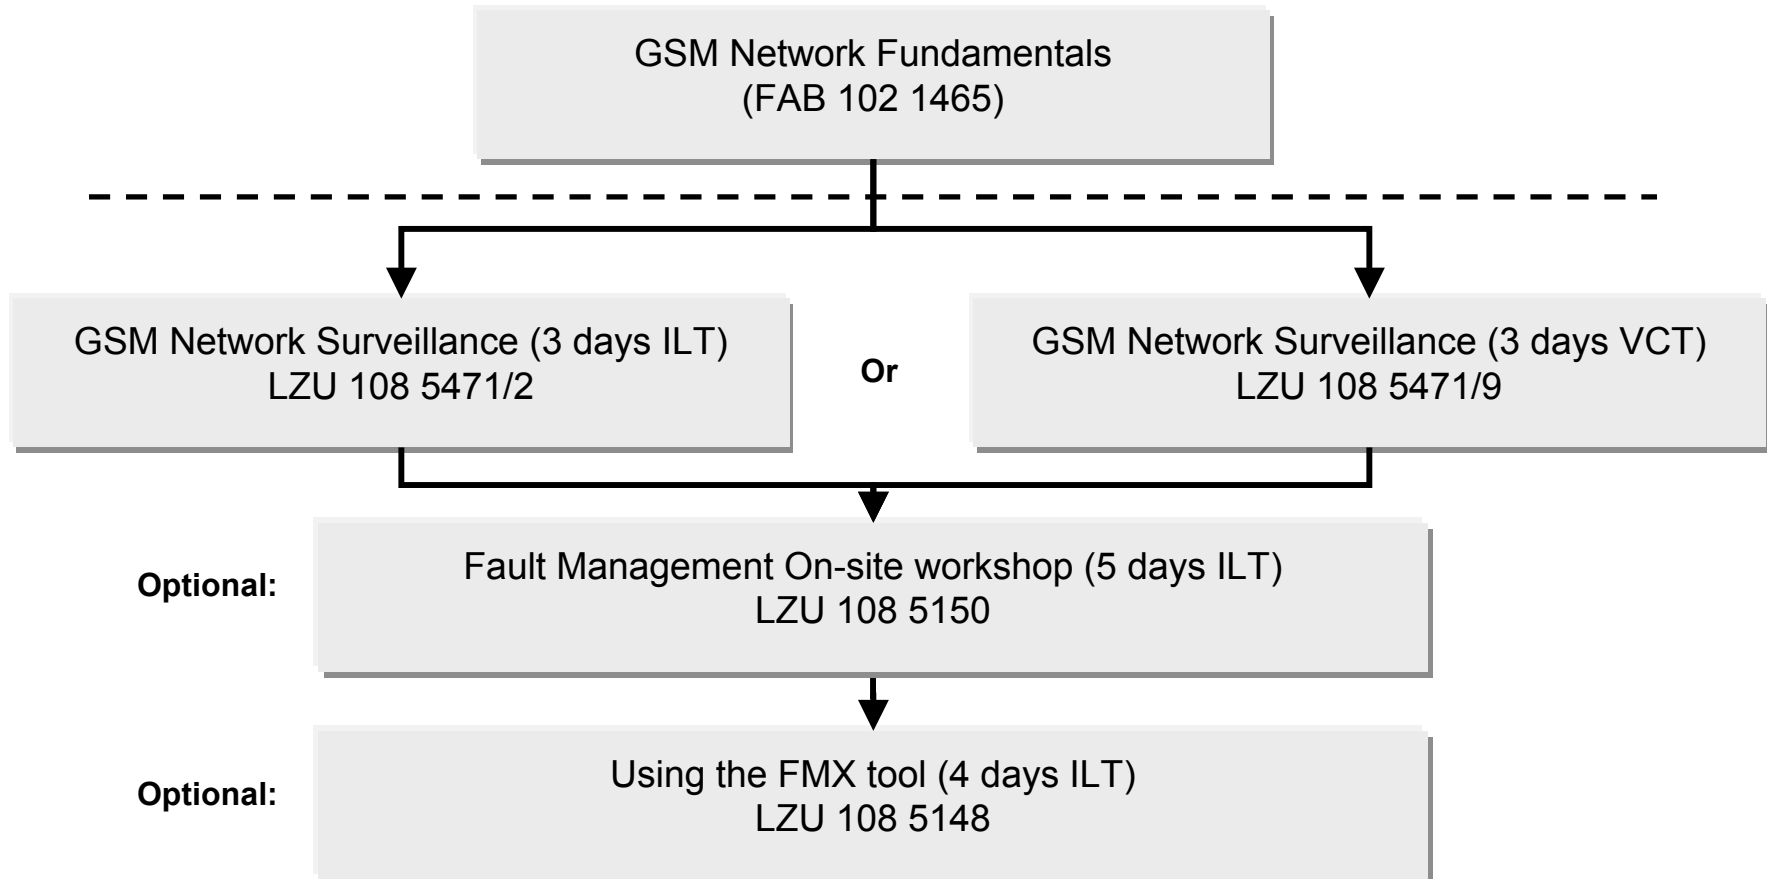 GSM Network Fundamentals
(FAB 102 1465)
GSM Network Surveillance (3 days ILT)
LZU 108 5471/2
Or
GSM Network Surveillance (3 days VCT)
LZU 108 5471/9
Optional:
Fault Management On-site workshop (5 days ILT)
LZU 108 5150
Optional:
Using the FMX tool (4 days ILT)
LZU 108 5148